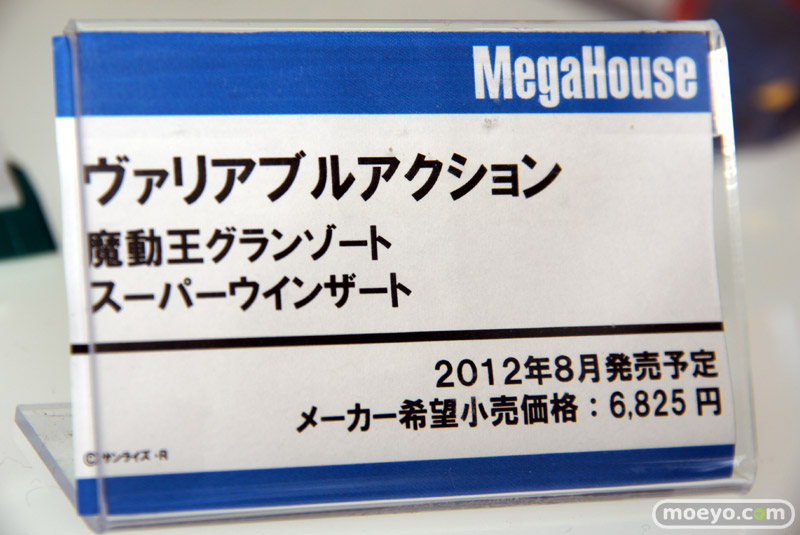 MegaHouse
ヴァリアブルアクション
魔動王グランゾート
スーパーウインザート
2012年8月発売予定
メーカー希望小売価格：6,825円
©サンライズ・R
moeyo.com